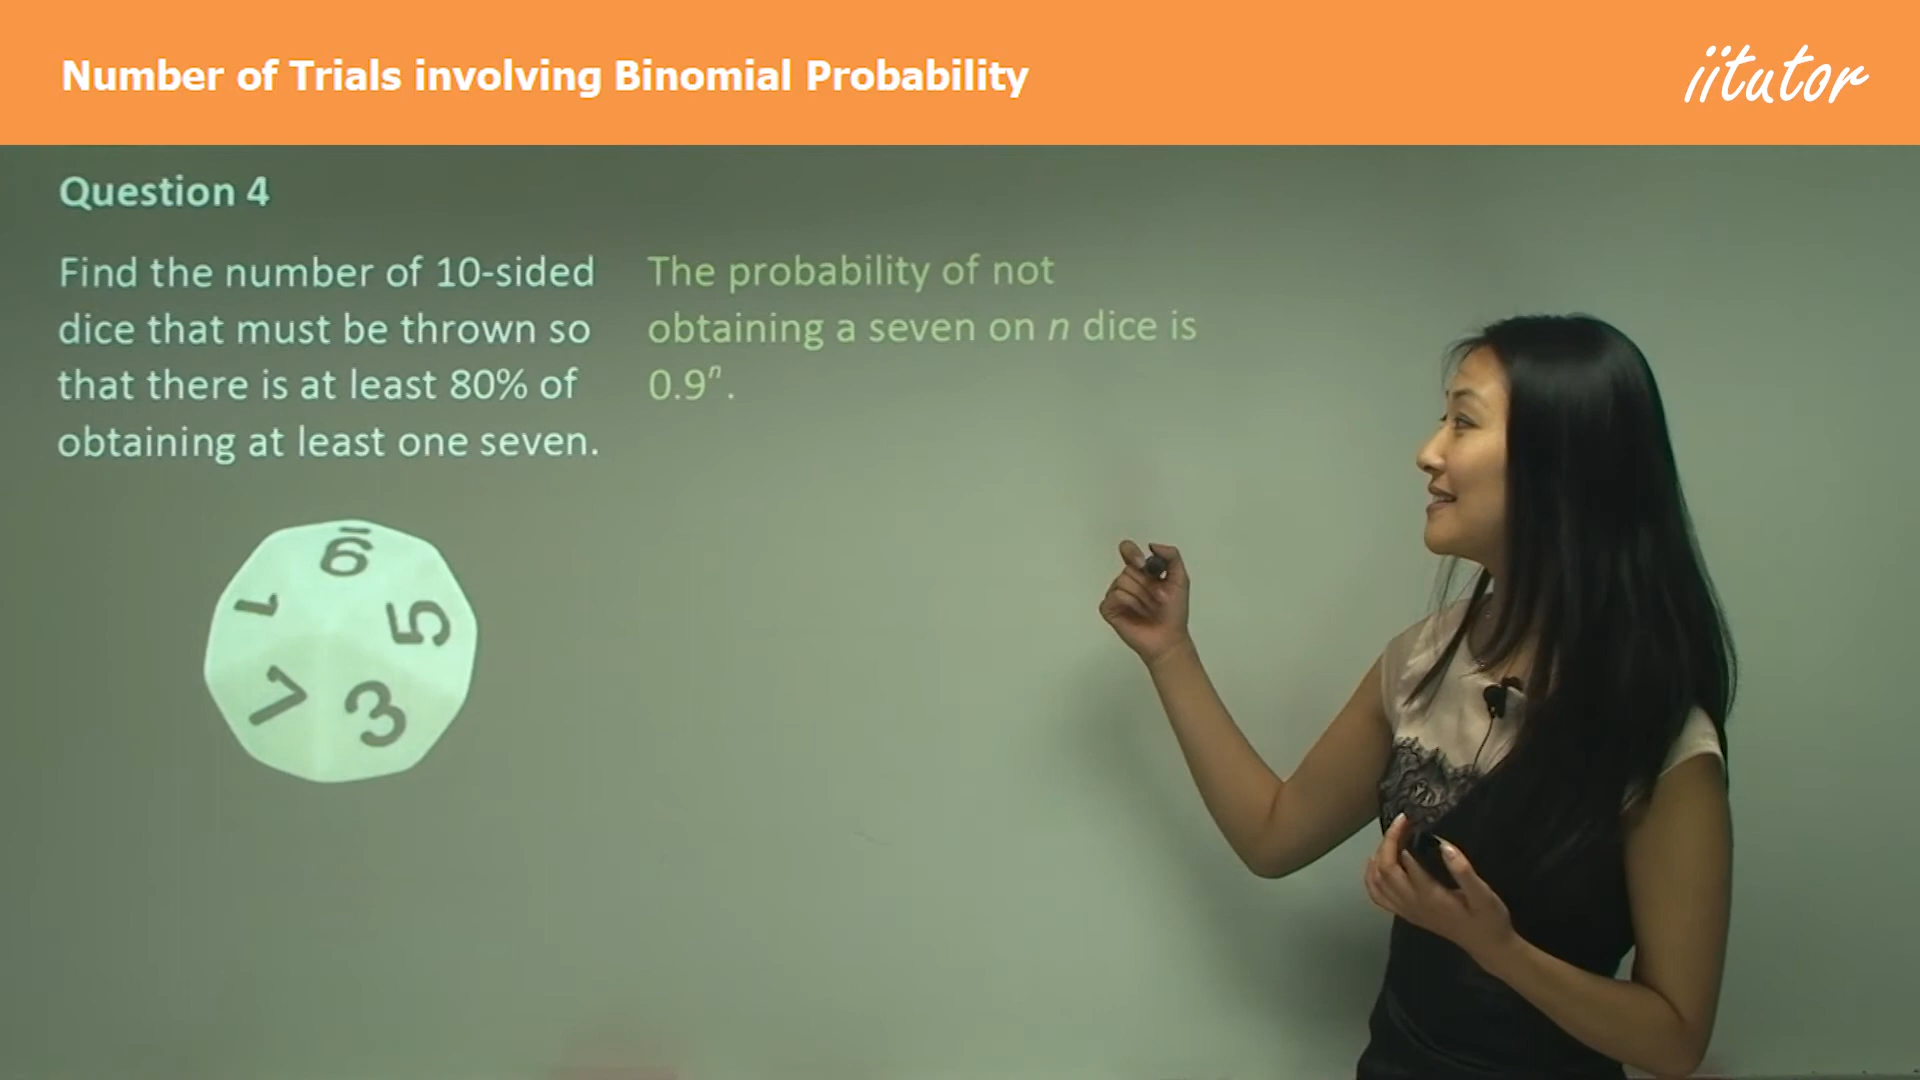 Number of Trials involving Binomial Probability
iitutor
Question 4
Find the number of 10-sided
dice that must be thrown so
that there is at least 80% of
obtaining at least one seven.
The probability of not
obtaining a seven on n dice is
0.9ⁿ.
6
1
5
7
3